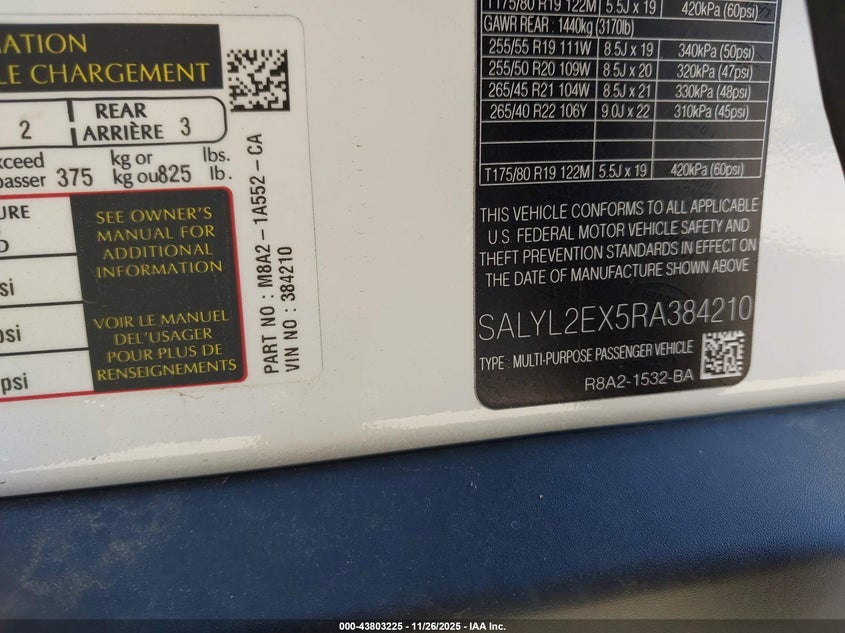 MATION
LE CHARGEMENT
2 REAR ARRIÈRE 3
exceed 375 kg or lbs.
passer kg ou 825 lb.
URE
D
SEE OWNER'S
MANUAL FOR
ADDITIONAL
INFORMATION
si
psi
psi
VOIR LE MANUEL
DEL'USAGER
POUR PLUS DE
RENSEIGNEMENTS
PART NO : M8A2 - 1A552 - CA
VIN NO : 384210
T175/80 R19 122M 5.5J x 19 420kPa (60psi)
GAWR REAR : 1440kg (3170lb)
255/55 R19 111W 8.5J x 19 340kPa (50psi)
255/50 R20 109W 8.5J x 20 320kPa (47psi)
265/45 R21 104W 8.5J x 21 330kPa (48psi)
265/40 R22 106Y 9.0J x 22 310kPa (45psi)
T175/80 R19 122M 5.5J x 19 420kPa (60psi)
THIS VEHICLE CONFORMS TO ALL APPLICABLE
U.S. FEDERAL MOTOR VEHICLE SAFETY AND
THEFT PREVENTION STANDARDS IN EFFECT ON
THE DATE OF MANUFACTURE SHOWN ABOVE
SALYL2EX5RA384210
TYPE : MULTI-PURPOSE PASSENGER VEHICLE
R8A2-1532-BA
000-43803225 - 11/26/2025 - IAA Inc.